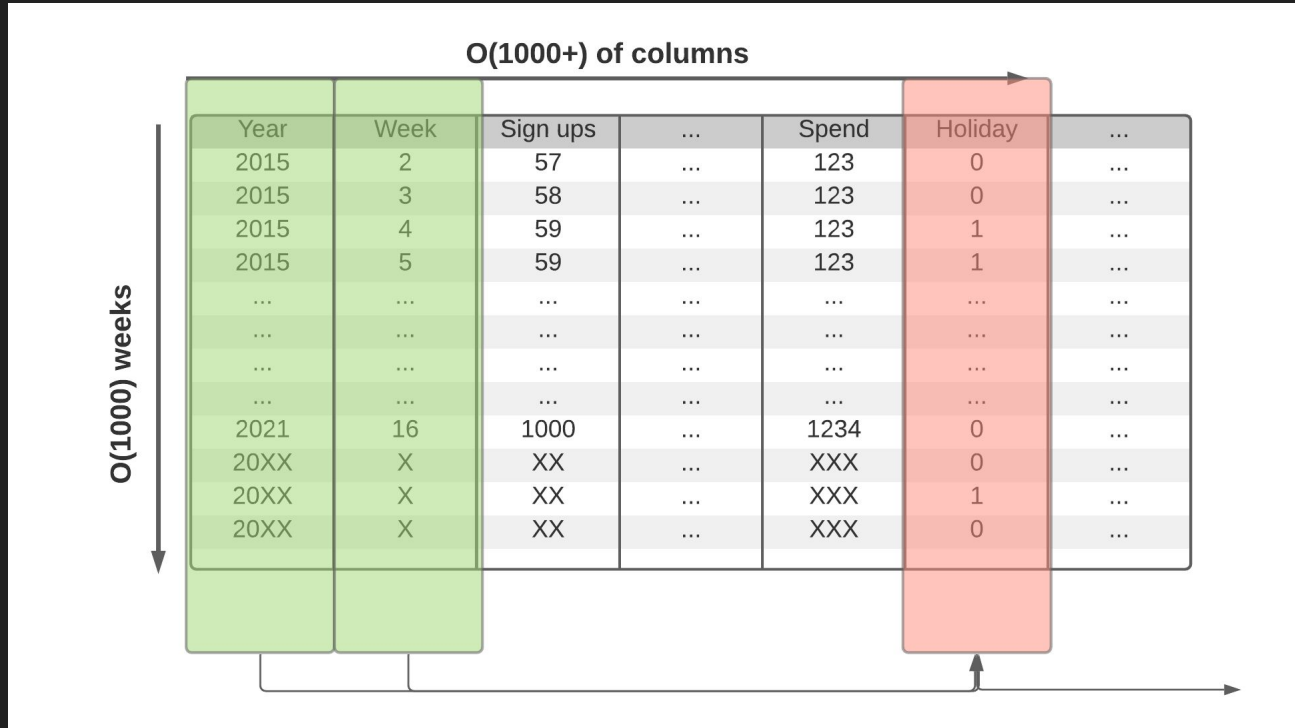 O(1000+) of columns
O(1000) weeks
Year Week Sign ups ... Spend Holiday ...
2015 2 57 ... 123 0 ...
2015 3 58 ... 123 0 ...
2015 4 59 ... 123 1 ...
2015 5 59 ... 123 1 ...
... ... ... ... ... ... ...
... ... ... ... ... ... ...
... ... ... ... ... ... ...
... ... ... ... ... ... ...
2021 16 1000 ... 1234 0 ...
20XX X XX ... XXX 0 ...
20XX X XX ... XXX 1 ...
20XX X XX ... XXX 0 ...